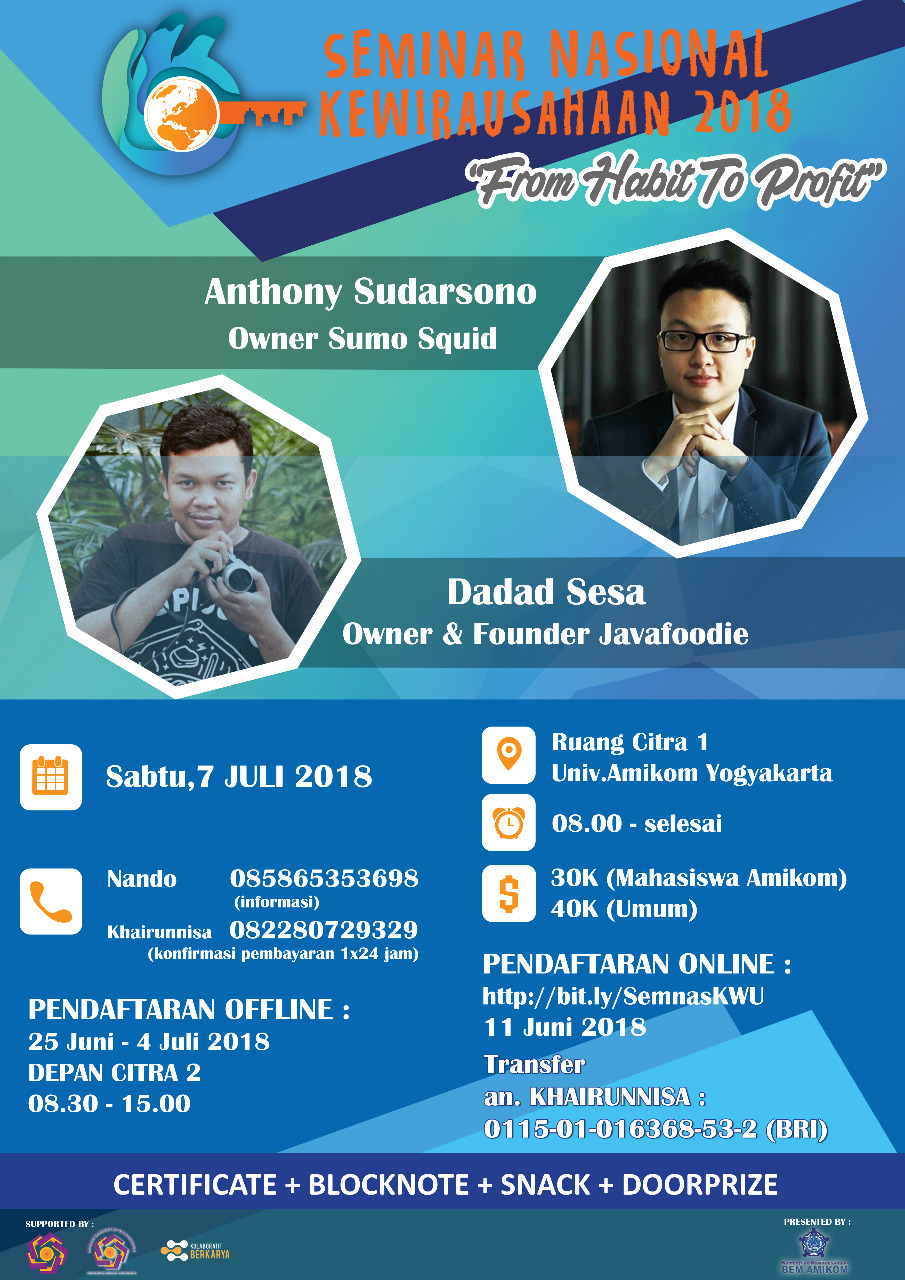 SEMINAR NASIONAL
KEWIRAUSAHAAN 2018
"From Habit To Profit"
Anthony Sudarsono
Owner Sumo Squid
Dadad Sesa
Owner & Founder Javafoodie
Sabtu,7 JULI 2018
Ruang Citra 1
Univ.Amikom Yogyakarta
08.00 - selesai
30K (Mahasiswa Amikom)
40K (Umum)
Nando 085865353698
(informasi)
Khairunnisa 082280729329
(konfirmasi pembayaran 1x24 jam)
PENDAFTARAN OFFLINE :
25 Juni - 4 Juli 2018
DEPAN CITRA 2
08.30 - 15.00
PENDAFTARAN ONLINE :
http://bit.ly/SemnasKWU
11 Juni 2018
Transfer
an. KHAIRUNNISA :
0115-01-016368-53-2 (BRI)
CERTIFICATE + BLOCKNOTE + SNACK + DOORPRIZE
SUPPORTED BY :
KOLABORATIF
BERKARYA
PRESENTED BY :
Kementrian Kewirausahaan
BEM AMIKOM